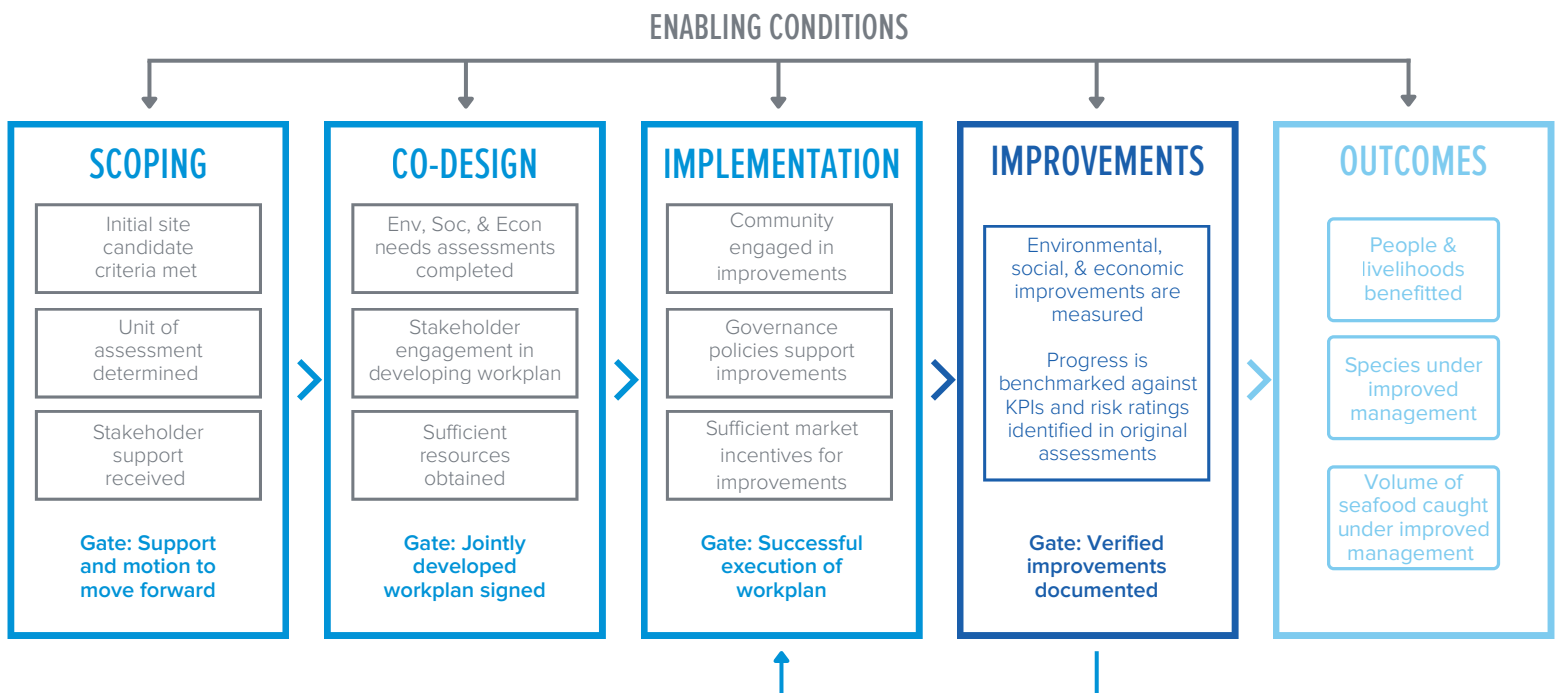 ENABLING CONDITIONS
SCOPING
Initial site
candidate
criteria met
Unit of
assessment
determined
Stakeholder
support
received
Gate: Support
and motion to
move forward
CO-DESIGN
Env, Soc, & Econ
needs assessments
completed
Stakeholder
engagement in
developing workplan
Sufficient
resources
obtained
Gate: Jointly
developed
workplan signed
IMPLEMENTATION
Community
engaged in
improvements
Governance
policies support
improvements
Sufficient market
incentives for
improvements
Gate: Successful
execution of
workplan
IMPROVEMENTS
Environmental,
social, & economic
improvements are
measured
Progress is
benchmarked against
KPIs and risk ratings
identified in original
assessments
Gate: Verified
improvements
documented
OUTCOMES
People &
livelihoods
benefitted
Species under
improved
management
Volume of
seafood caught
under improved
management